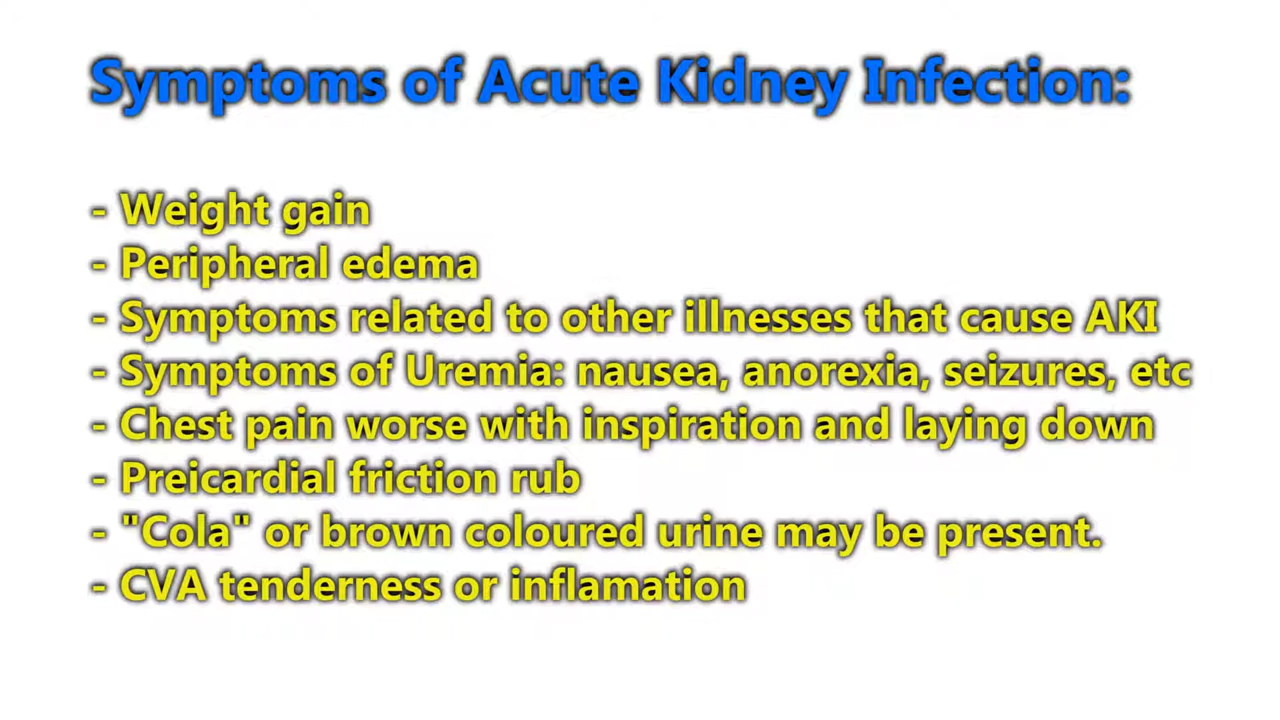 Symptoms of Acute Kidney Infection:
- Weight gain
- Peripheral edema
- Symptoms related to other illnesses that cause AKI
- Symptoms of Uremia: nausea, anorexia, seizures, etc
- Chest pain worse with inspiration and laying down
- Preicardial friction rub
- "Cola" or brown coloured urine may be present.
- CVA tenderness or inflamation